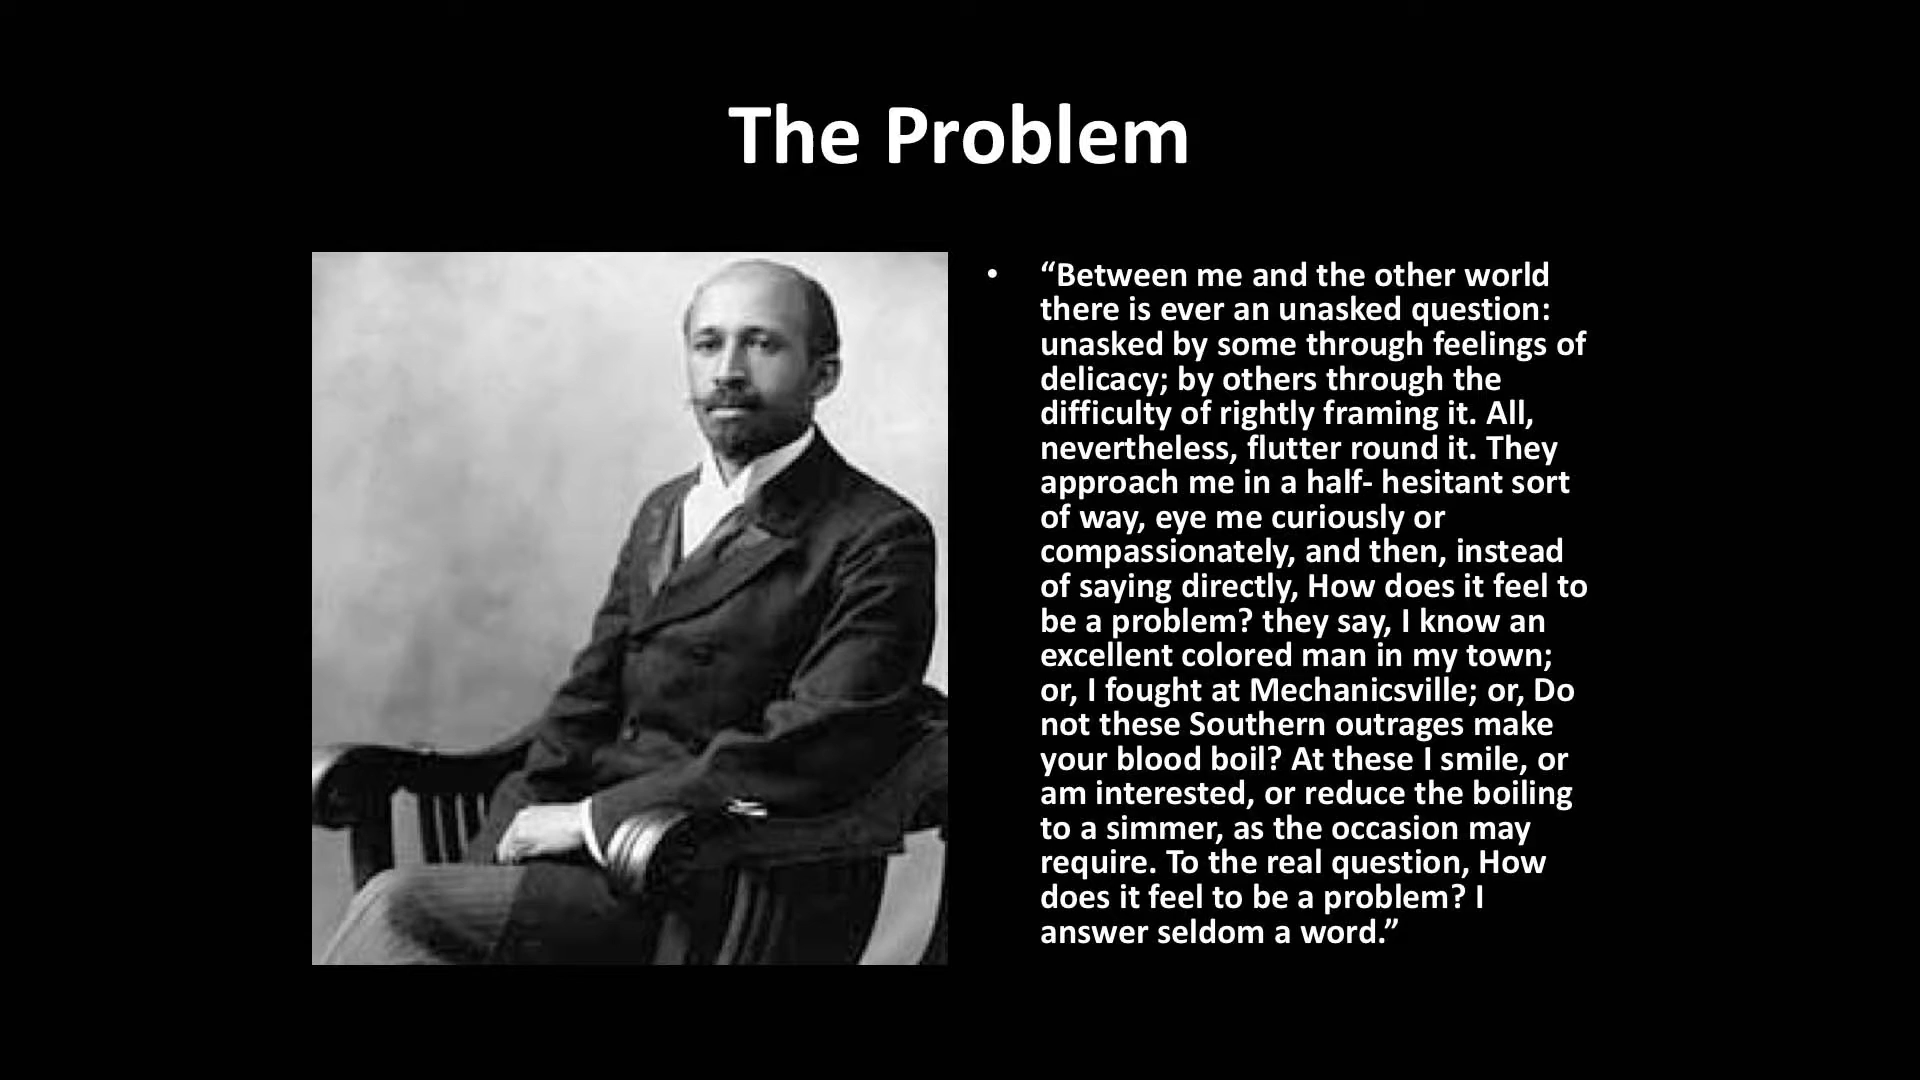 The Problem
• “Between me and the other world
there is ever an unasked question:
unasked by some through feelings of
delicacy; by others through the
difficulty of rightly framing it. All,
nevertheless, flutter round it. They
approach me in a half- hesitant sort
of way, eye me curiously or
compassionately, and then, instead
of saying directly, How does it feel to
be a problem? they say, I know an
excellent colored man in my town;
or, I fought at Mechanicsville; or, Do
not these Southern outrages make
your blood boil? At these I smile, or
am interested, or reduce the boiling
to a simmer, as the occasion may
require. To the real question, How
does it feel to be a problem? I
answer seldom a word.”